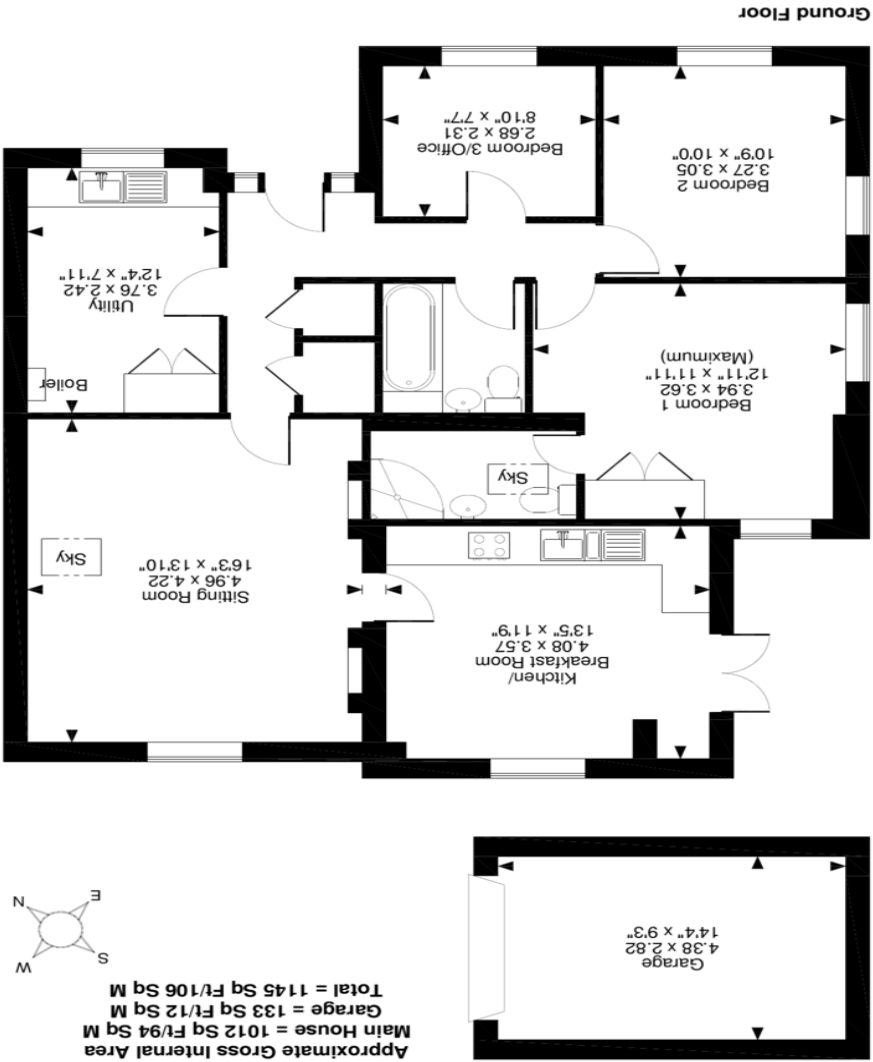 Approximate Gross Internal Area
Main House = 1012 Sq Ft/94 Sq M
Garage = 133 Sq Ft/12 Sq M
Total = 1145 Sq Ft/106 Sq M
Garage
4.38 x 2.82
14'4" x 9'3"
S
W
E
N
Kitchen/
Breakfast Room
4.08 x 3.57
13'5" x 11'9"
Sitting Room
4.96 x 4.22
16'3" x 13'10"
Sky
Sky
Bedroom 1
3.94 x 3.62
12'11" x 11'11"
(Maximum)
Boiler
Utility
3.76 x 2.42
12'4" x 7'11"
Bedroom 2
3.27 x 3.05
10'9" x 10'0"
Bedroom 3/Office
2.68 x 2.31
8'10" x 7'7"
Ground Floor